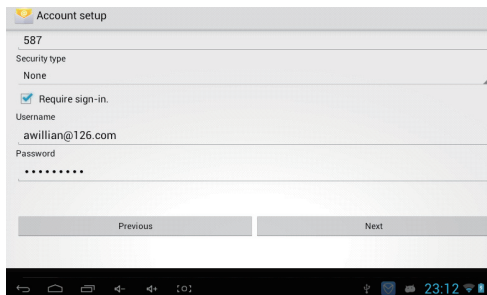 Account setup
587
Security type
None
Require sign-in.
Username
awillian@126.com
Password
•••••••••
Previous Next
23:12